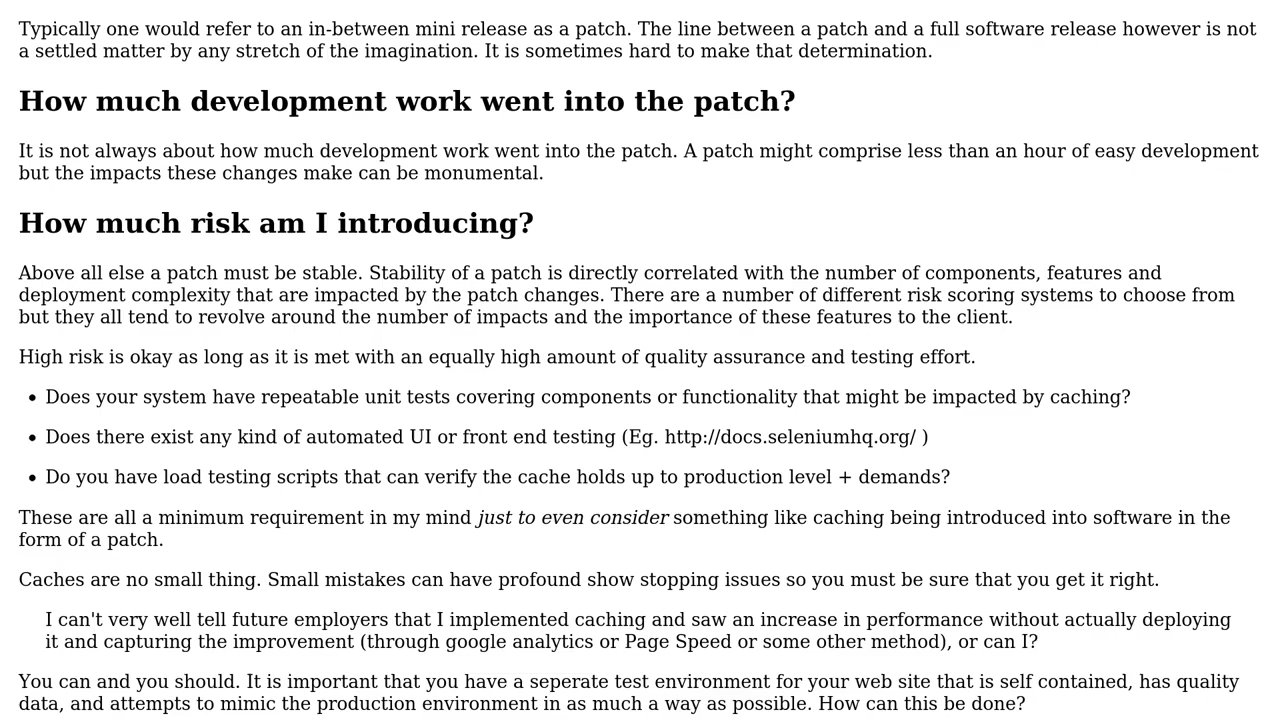 Typically one would refer to an in-between mini release as a patch. The line between a patch and a full software release however is not
a settled matter by any stretch of the imagination. It is sometimes hard to make that determination.
How much development work went into the patch?
It is not always about how much development work went into the patch. A patch might comprise less than an hour of easy development
but the impacts these changes make can be monumental.
How much risk am I introducing?
Above all else a patch must be stable. Stability of a patch is directly correlated with the number of components, features and
deployment complexity that are impacted by the patch changes. There are a number of different risk scoring systems to choose from
but they all tend to revolve around the number of impacts and the importance of these features to the client.
High risk is okay as long as it is met with an equally high amount of quality assurance and testing effort.
• Does your system have repeatable unit tests covering components or functionality that might be impacted by caching?
• Does there exist any kind of automated UI or front end testing (Eg. http://docs.seleniumhq.org/ )
• Do you have load testing scripts that can verify the cache holds up to production level + demands?
These are all a minimum requirement in my mind just to even consider something like caching being introduced into software in the
form of a patch.
Caches are no small thing. Small mistakes can have profound show stopping issues so you must be sure that you get it right.
I can't very well tell future employers that I implemented caching and saw an increase in performance without actually deploying
it and capturing the improvement (through google analytics or Page Speed or some other method), or can I?
You can and you should. It is important that you have a seperate test environment for your web site that is self contained, has quality
data, and attempts to mimic the production environment in as much a way as possible. How can this be done?